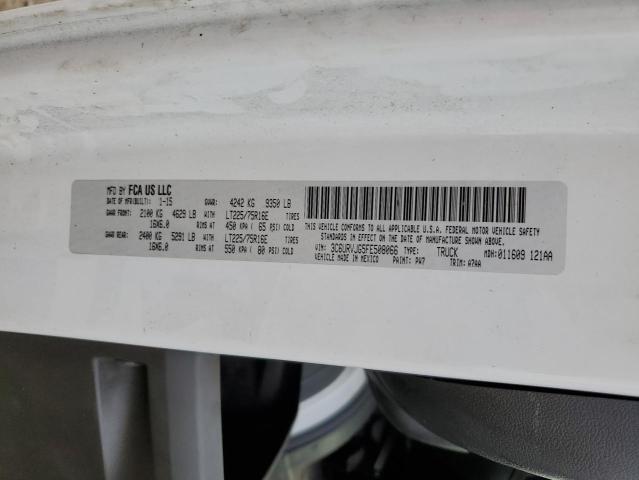 MFD BY FCA US LLC
DATE OF MFR(BUILT): 1-15 GVWR: 4242 KG 9350 LB
GAWR FRONT: 2100 KG 4629 LB WITH LT225/75R16E TIRES
16X6.0 RIMS AT 450 KPA ( 65 PSI) COLD
GAWR REAR: 2400 KG 5291 LB WITH LT225/75R16E TIRES
16X6.0 RIMS AT 550 KPA ( 80 PSI) COLD
THIS VEHICLE CONFORMS TO ALL APPLICABLE U.S.A. FEDERAL MOTOR VEHICLE SAFETY
STANDARDS IN EFFECT ON THE DATE OF MANUFACTURE SHOWN ABOVE.
VIN: 3C6URVJG5FE508066 TYPE: TRUCK MDH: 011609 121AA
VEHICLE MADE IN MEXICO PAINT: PW7 TRIM: A7AA